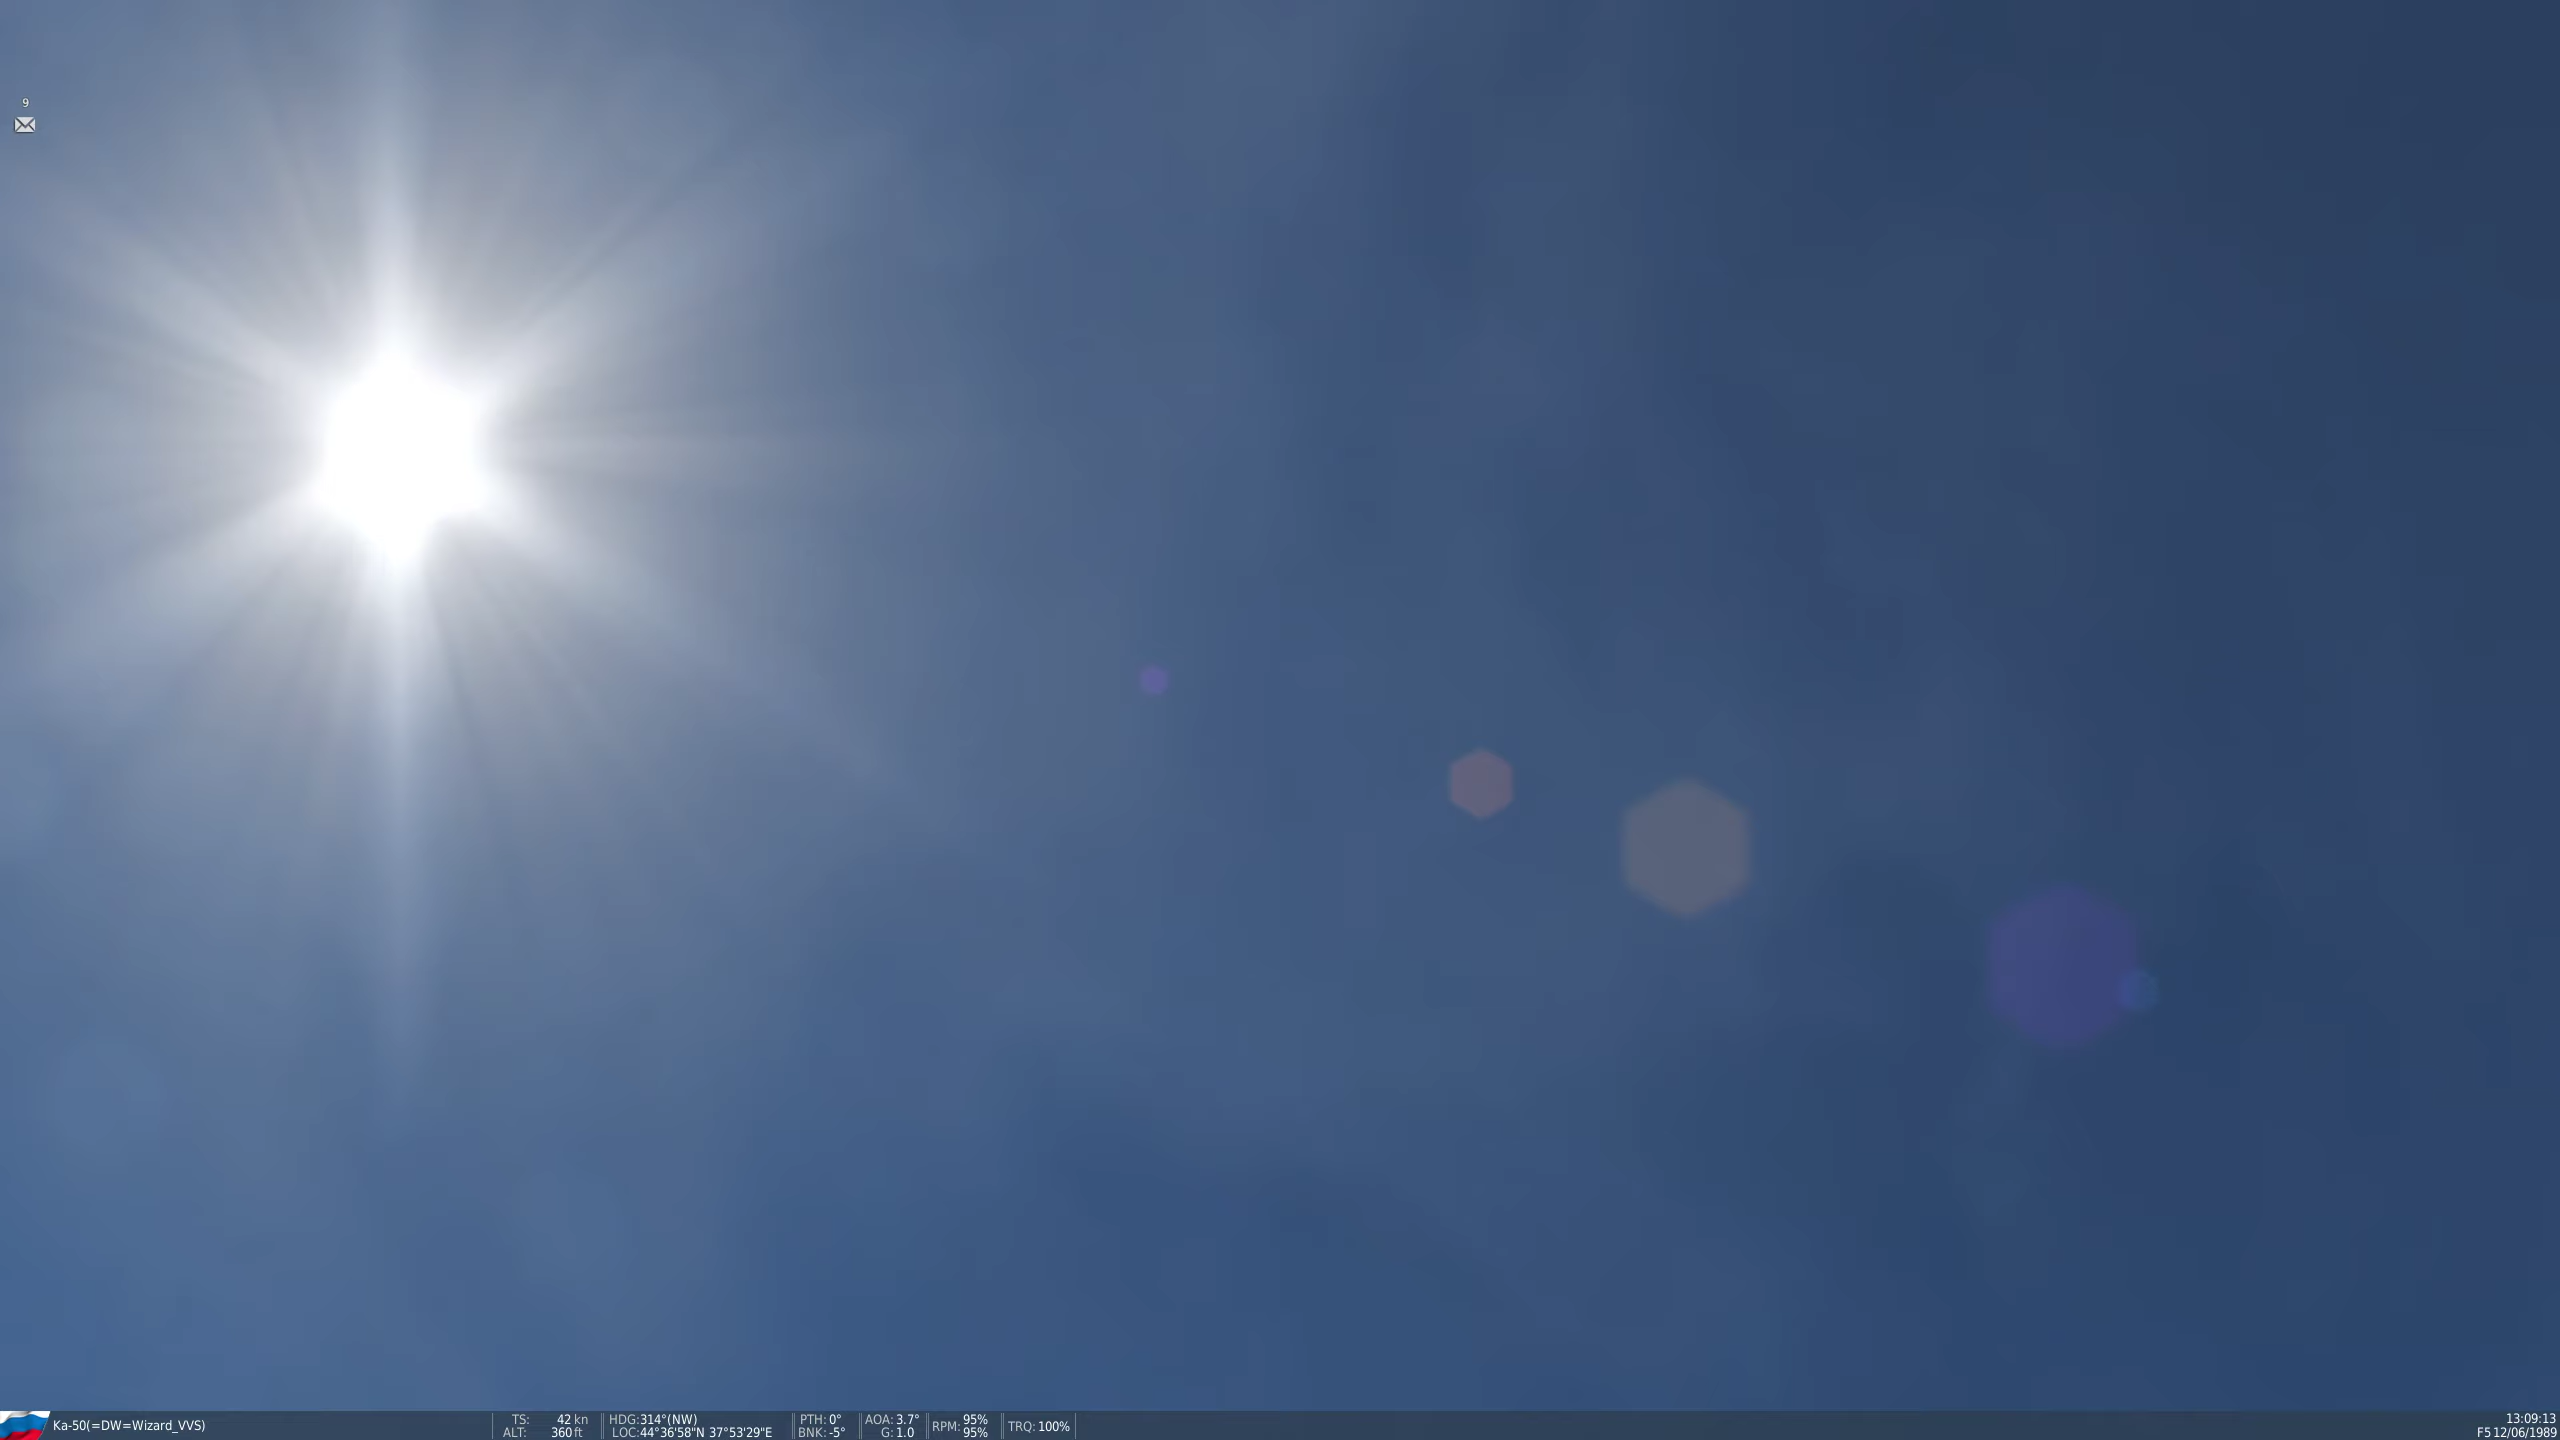 9
Ka-50(=DW=Wizard_VVS)
TS: 42 kn
ALT: 360 ft
HDG:314°(NW)
LOC:44°36'58"N 37°53'29"E
PTH: 0°
BNK: -5°
AOA: 3.7°
G: 1.0
RPM: 95%
95%
TRQ: 100%
13:09:13
F5 12/06/1989